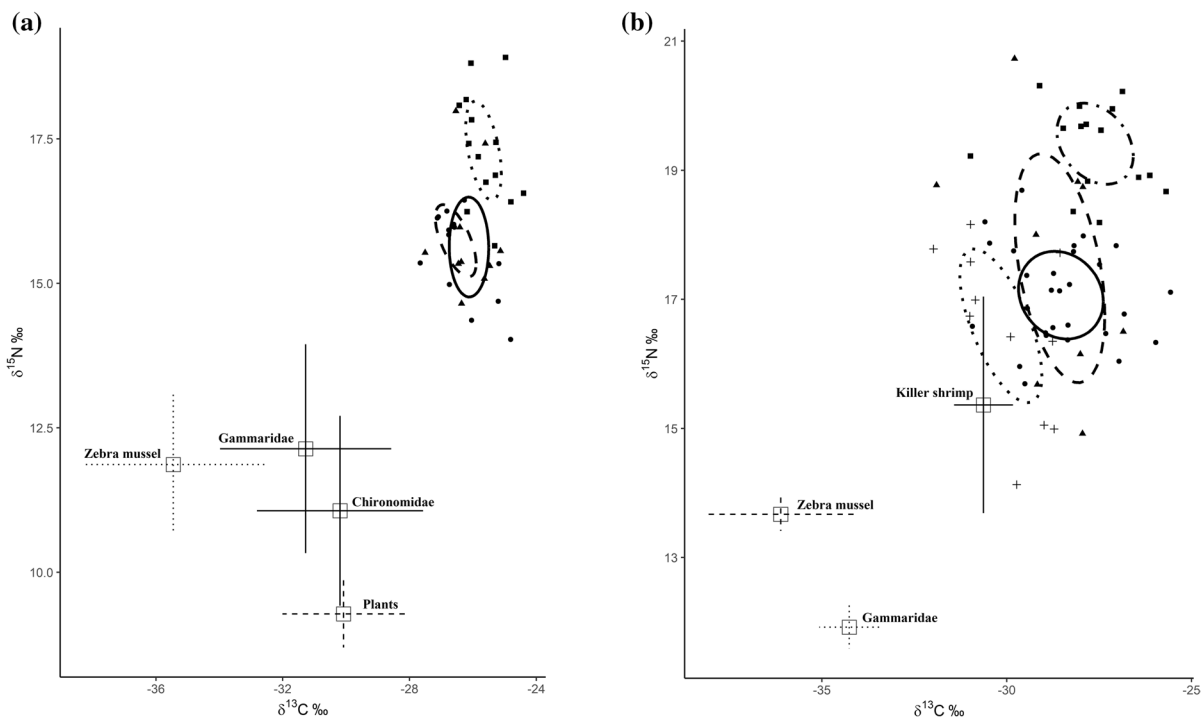 (a)
17.5
15.0
12.5
10.0
δ15N ‰
Zebra mussel
Gammaridae
Chironomidae
Plants
-36
-32
-28
-24
δ13C ‰
(b)
21
19
17
15
13
δ15N ‰
Killer shrimp
Zebra mussel
Gammaridae
-35
-30
-25
δ13C ‰